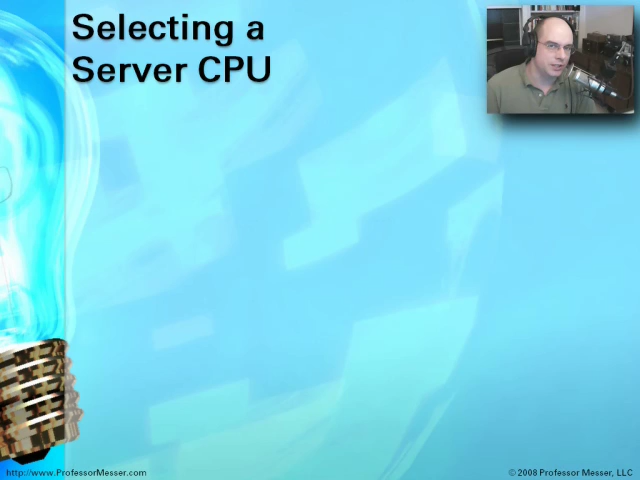 Selecting a
Server CPU
http://www.ProfessorMesser.com
© 2008 Professor Messer, LLC